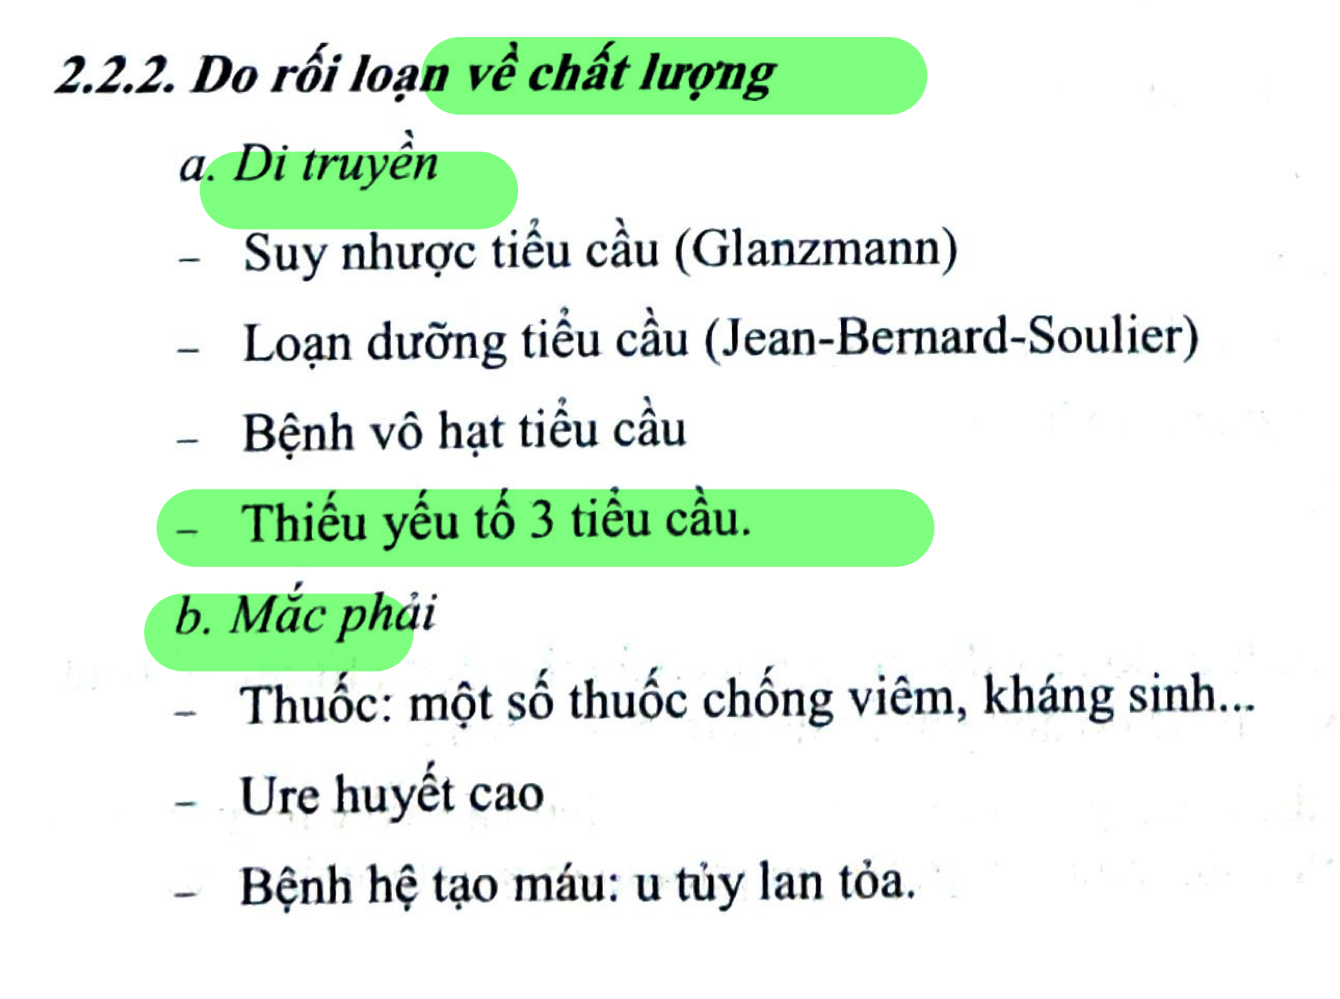 2.2.2. Do rối loạn về chất lượng
a. Di truyền
– Suy nhược tiểu cầu (Glanzmann)
– Loạn dưỡng tiểu cầu (Jean-Bernard-Soulier)
– Bệnh vô hạt tiểu cầu
– Thiếu yếu tố 3 tiểu cầu.
b. Mắc phải
– Thuốc: một số thuốc chống viêm, kháng sinh...
– Ure huyết cao
– Bệnh hệ tạo máu: u tủy lan tỏa.